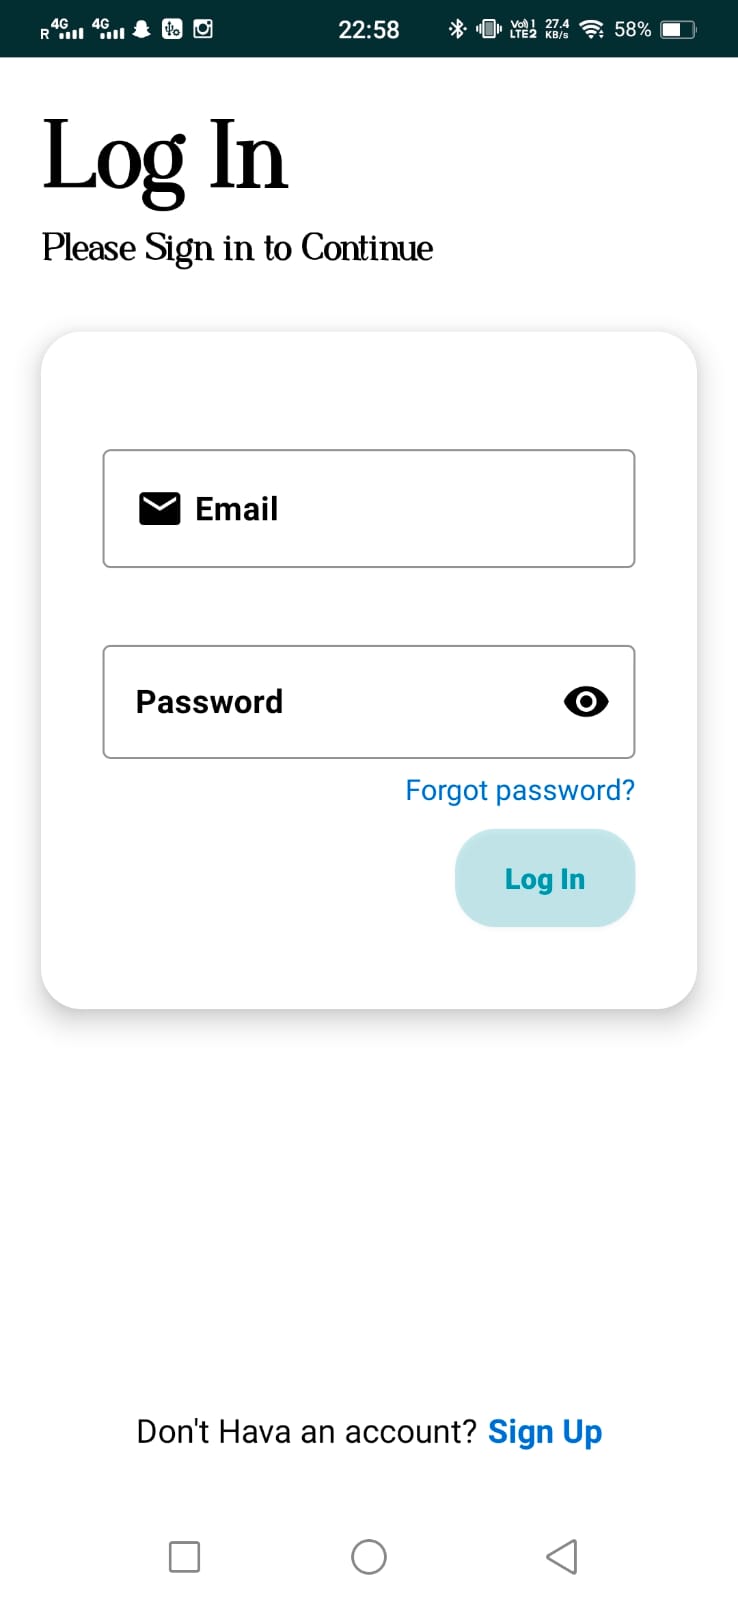 R 4G 4G 22:58 Vo)) 1 LTE2 27.4 KB/s 58%
Log In
Please Sign in to Continue
Email
Password
Forgot password?
Log In
Don't Hava an account? Sign Up